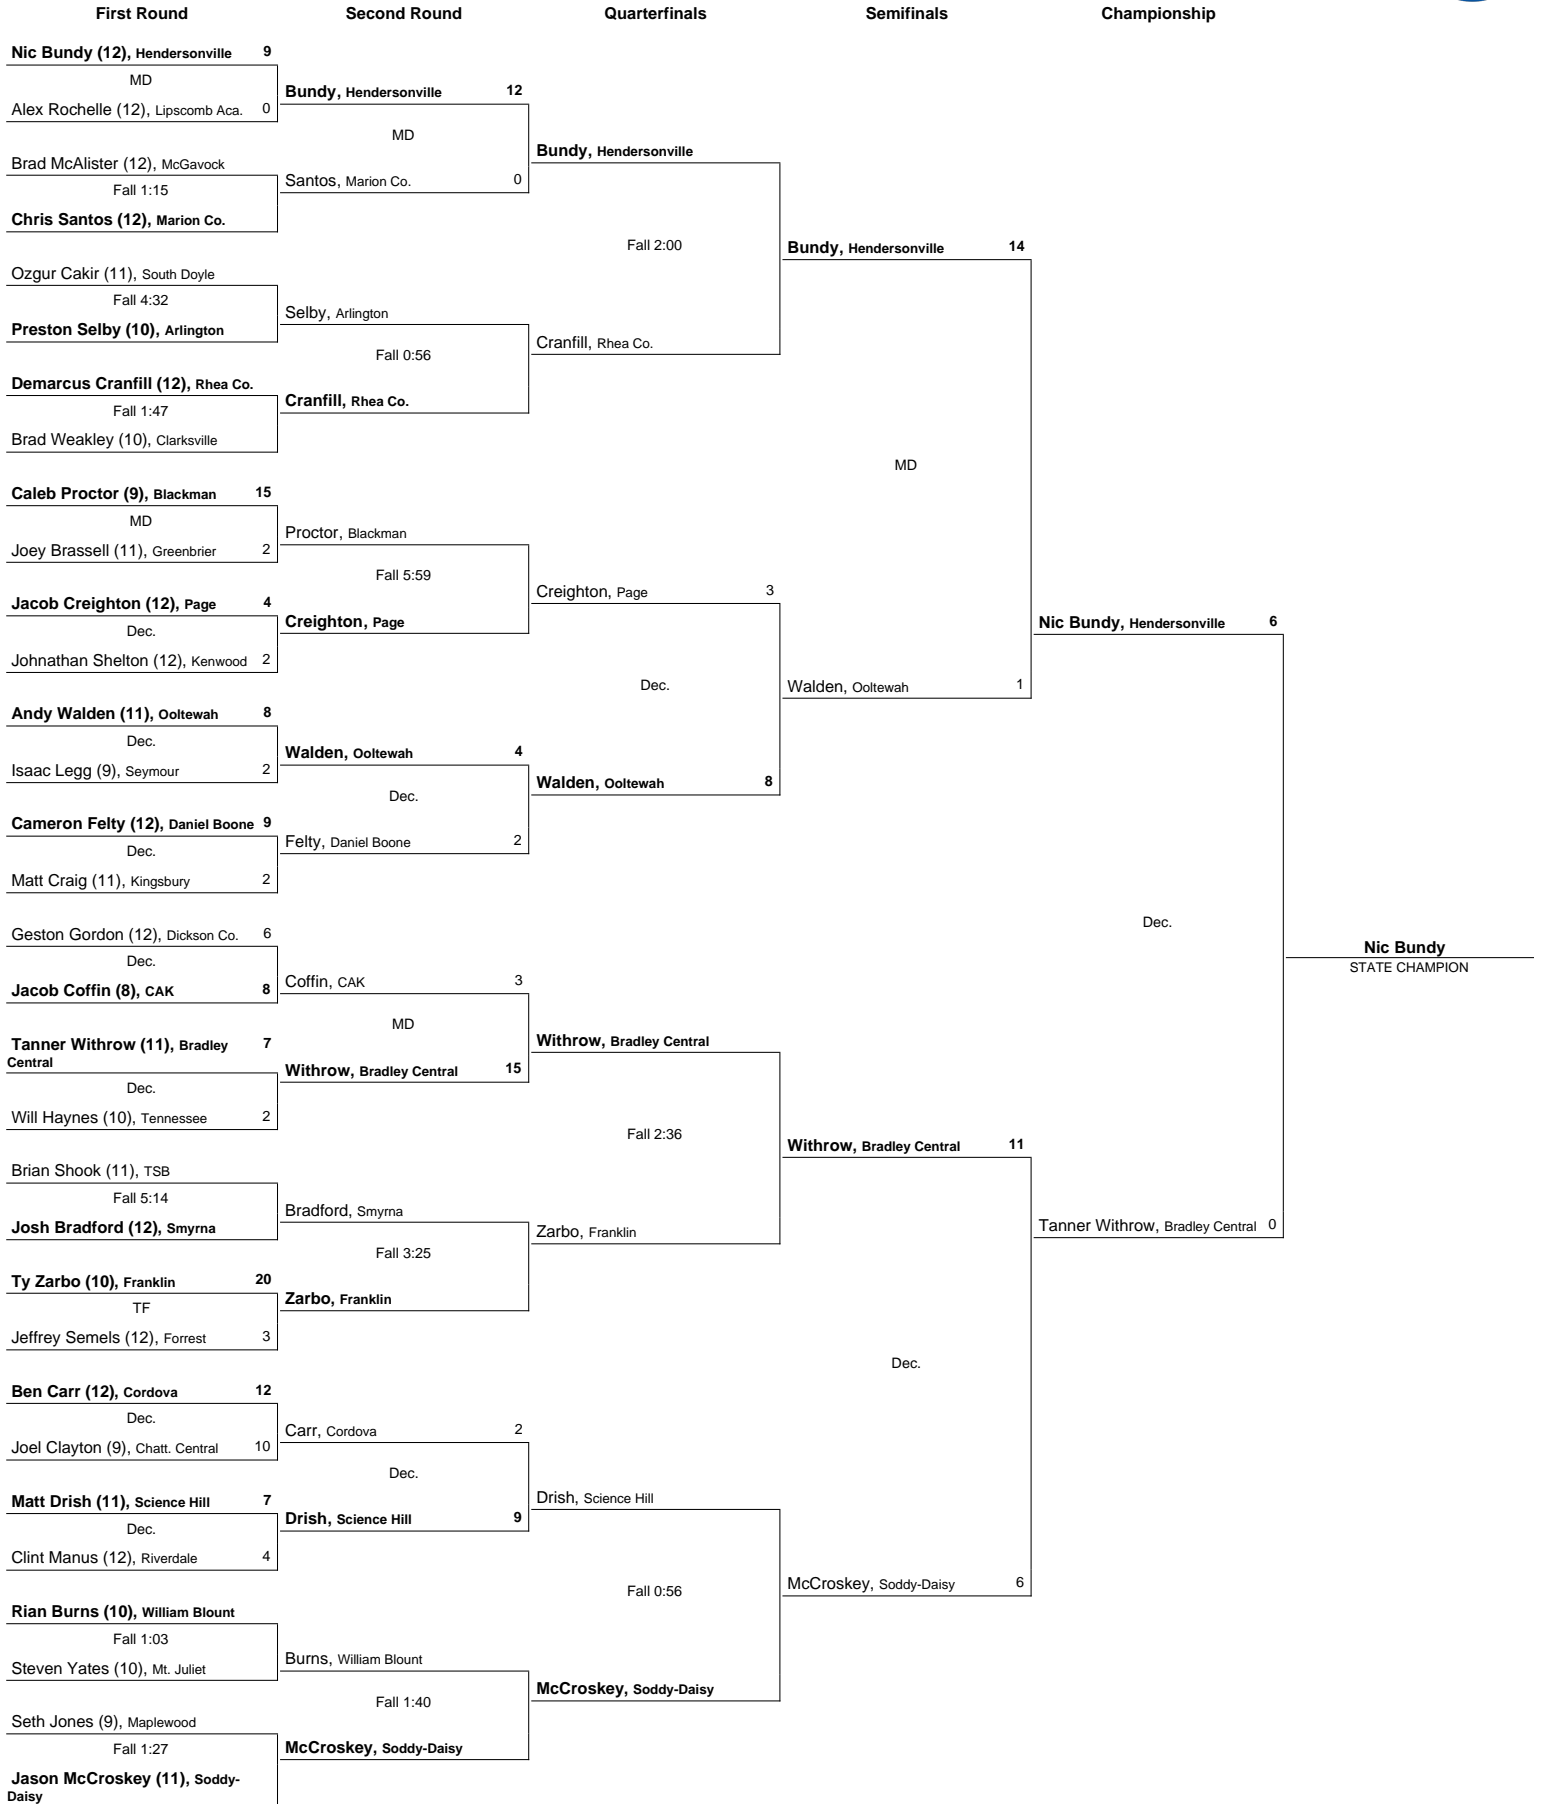 First Round Second Round Quarterfinals Semifinals Championship
Nic Bundy (12), Hendersonville 9
MD
Alex Rochelle (12), Lipscomb Aca. 0
Brad McAlister (12), McGavock
Fall 1:15
Chris Santos (12), Marion Co.
Ozgur Cakir (11), South Doyle
Fall 4:32
Preston Selby (10), Arlington
Demarcus Cranfill (12), Rhea Co.
Fall 1:47
Brad Weakley (10), Clarksville
Caleb Proctor (9), Blackman 15
MD
Joey Brassell (11), Greenbrier 2
Jacob Creighton (12), Page 4
Dec.
Johnathan Shelton (12), Kenwood 2
Andy Walden (11), Ooltewah 8
Dec.
Isaac Legg (9), Seymour 2
Cameron Felty (12), Daniel Boone 9
Dec.
Matt Craig (11), Kingsbury 2
Geston Gordon (12), Dickson Co. 6
Dec.
Jacob Coffin (8), CAK 8
Tanner Withrow (11), Bradley 7
Central
Dec.
Will Haynes (10), Tennessee 2
Brian Shook (11), TSB
Fall 5:14
Josh Bradford (12), Smyrna
Ty Zarbo (10), Franklin 20
TF
Jeffrey Semels (12), Forrest 3
Ben Carr (12), Cordova 12
Dec.
Joel Clayton (9), Chatt. Central 10
Matt Drish (11), Science Hill 7
Dec.
Clint Manus (12), Riverdale 4
Rian Burns (10), William Blount
Fall 1:03
Steven Yates (10), Mt. Juliet
Seth Jones (9), Maplewood
Fall 1:27
Jason McCroskey (11), Soddy-
Daisy
Bundy, Hendersonville 12
MD
Santos, Marion Co. 0
Selby, Arlington
Fall 0:56
Cranfill, Rhea Co.
Proctor, Blackman
Fall 5:59
Creighton, Page
Walden, Ooltewah 4
Dec.
Felty, Daniel Boone 2
Coffin, CAK 3
MD
Withrow, Bradley Central 15
Bradford, Smyrna
Fall 3:25
Zarbo, Franklin
Carr, Cordova 2
Dec.
Drish, Science Hill 9
Burns, William Blount
Fall 1:40
McCroskey, Soddy-Daisy
Bundy, Hendersonville
Fall 2:00
Cranfill, Rhea Co.
Creighton, Page 3
Dec.
Walden, Ooltewah 8
Withrow, Bradley Central
Fall 2:36
Zarbo, Franklin
Drish, Science Hill
Fall 0:56
McCroskey, Soddy-Daisy
Bundy, Hendersonville 14
MD
Walden, Ooltewah 1
Withrow, Bradley Central 11
Dec.
McCroskey, Soddy-Daisy 6
Nic Bundy, Hendersonville 6
Dec.
Tanner Withrow, Bradley Central 0
Nic Bundy
STATE CHAMPION